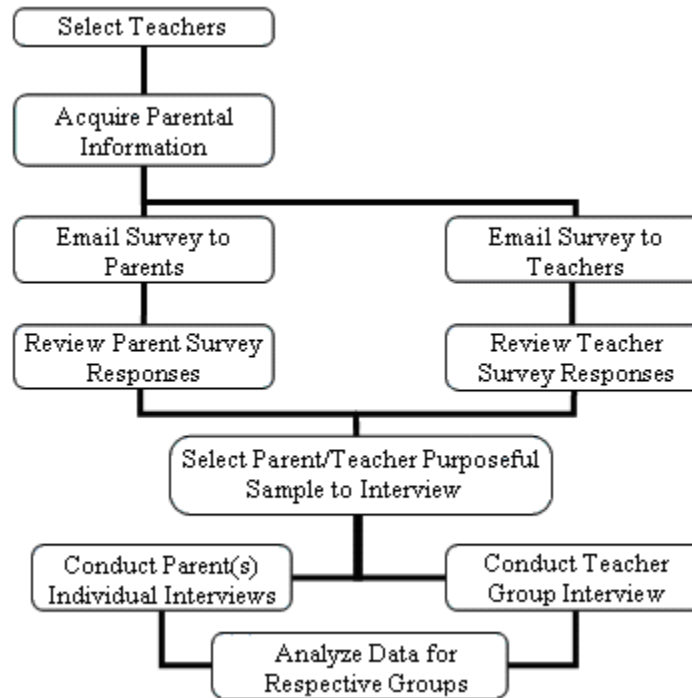 Select Teachers
Acquire Parental
Information
Email Survey to
Parents
Email Survey to
Teachers
Review Parent Survey
Responses
Review Teacher
Survey Responses
Select Parent/Teacher Purposeful
Sample to Interview
Conduct Parent(s)
Individual Interviews
Conduct Teacher
Group Interview
Analyze Data for
Respective Groups